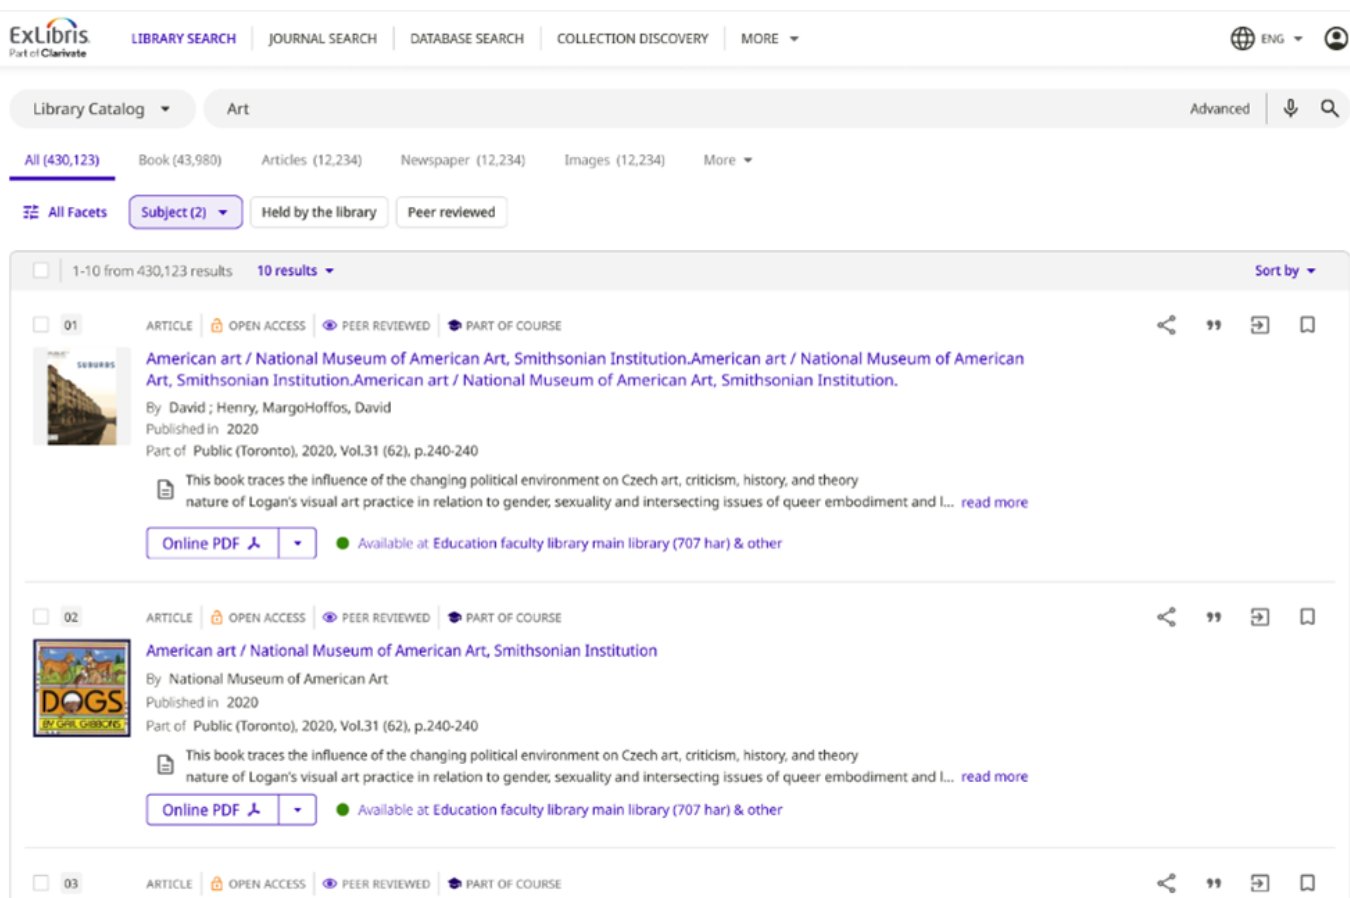 ExLibris
Part of Clarivate
LIBRARY SEARCH
JOURNAL SEARCH
DATABASE SEARCH
COLLECTION DISCOVERY
MORE
ENG
Library Catalog
Art
Advanced
All (430,123)
Book (43,980)
Articles (12,234)
Newspaper (12,234)
Images (12,234)
More
All Facets
Subject (2)
Held by the library
Peer reviewed
1-10 from 430,123 results
10 results
Sort by
01
ARTICLE
OPEN ACCESS
PEER REVIEWED
PART OF COURSE
SUBURBS
American art / National Museum of American Art, Smithsonian Institution.American art / National Museum of American
Art, Smithsonian Institution.American art / National Museum of American Art, Smithsonian Institution.
By David ; Henry, MargoHoffos, David
Published in 2020
Part of Public (Toronto), 2020, Vol.31 (62), p.240-240
This book traces the influence of the changing political environment on Czech art, criticism, history, and theory
nature of Logan's visual art practice in relation to gender, sexuality and intersecting issues of queer embodiment and l... read more
Online PDF
Available at Education faculty library main library (707 har) & other
02
ARTICLE
OPEN ACCESS
PEER REVIEWED
PART OF COURSE
DOGS
BY GAIL GIBBONS
American art / National Museum of American Art, Smithsonian Institution
By National Museum of American Art
Published in 2020
Part of Public (Toronto), 2020, Vol.31 (62), p.240-240
This book traces the influence of the changing political environment on Czech art, criticism, history, and theory
nature of Logan's visual art practice in relation to gender, sexuality and intersecting issues of queer embodiment and l... read more
Online PDF
Available at Education faculty library main library (707 har) & other
03
ARTICLE
OPEN ACCESS
PEER REVIEWED
PART OF COURSE